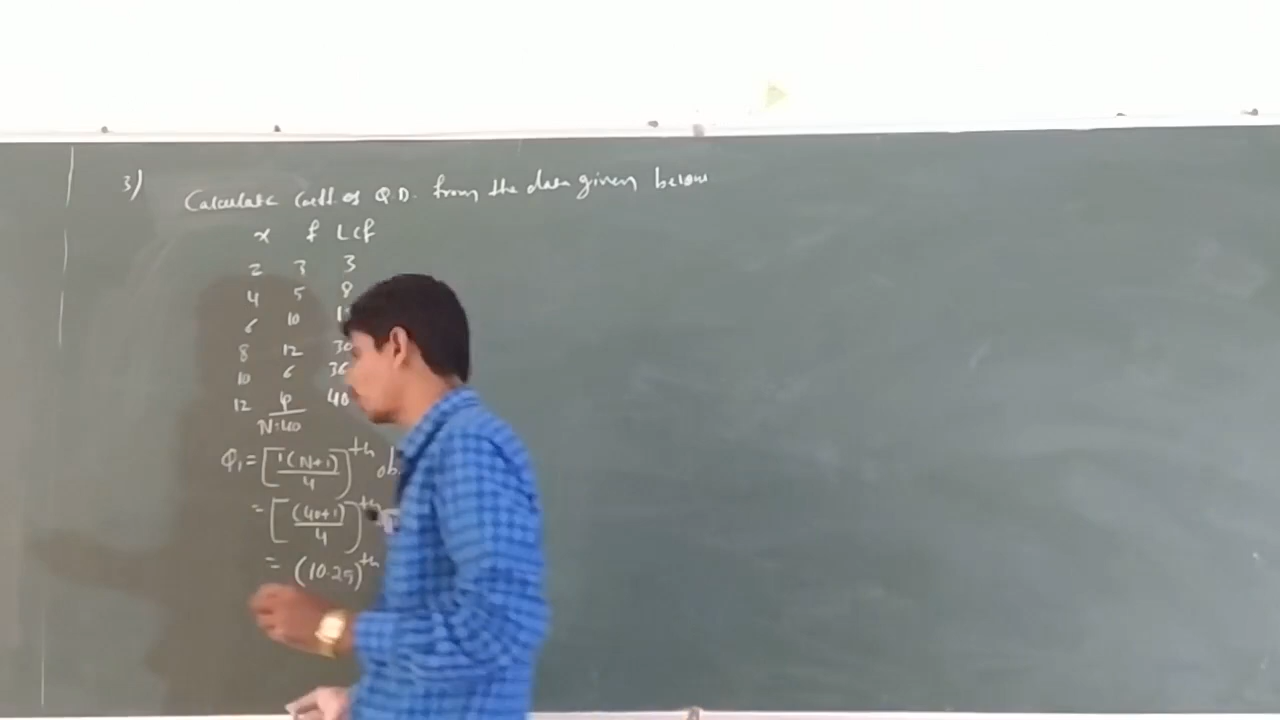 3) Calculate Coeff. of Q.D. from the data given below
x f Lcf
2 3 3
4 5 8
6 10
8 12 30
10 6 36
12 4 40
N=40
Q₁ = [1(N+1)/4]th
= [(40+1)/4]th
= (10.25)th